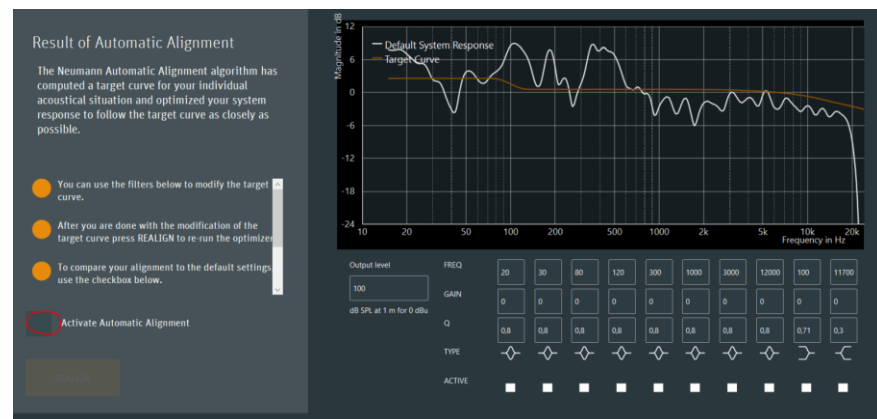 Result of Automatic Alignment
The Neumann Automatic Alignment algorithm has
computed a target curve for your individual
acoustical situation and optimized your system
response to follow the target curve as closely as
possible.
You can use the filters below to modify the target
curve.
After you are done with the modification of the
target curve press REALIGN to re-run the optimizer
To compare your alignment to the default settings
use the checkbox below.
Activate Automatic Alignment
Magnitude in dB
12
6
0
-6
-12
-18
-24
Default System Response
Target Curve
10 20 50 100 200 500 1000 2k 5k 10k 20k
Frequency in Hz
Output level
100
dB SPL at 1 m for 0 dBu
FREQ 20 30 80 120 300 1000 3000 12000 100 11700
GAIN 0 0 0 0 0 0 0 0 0 0
Q 0,8 0,8 0,8 0,8 0,8 0,8 0,8 0,8 0,71 0,3
TYPE
ACTIVE